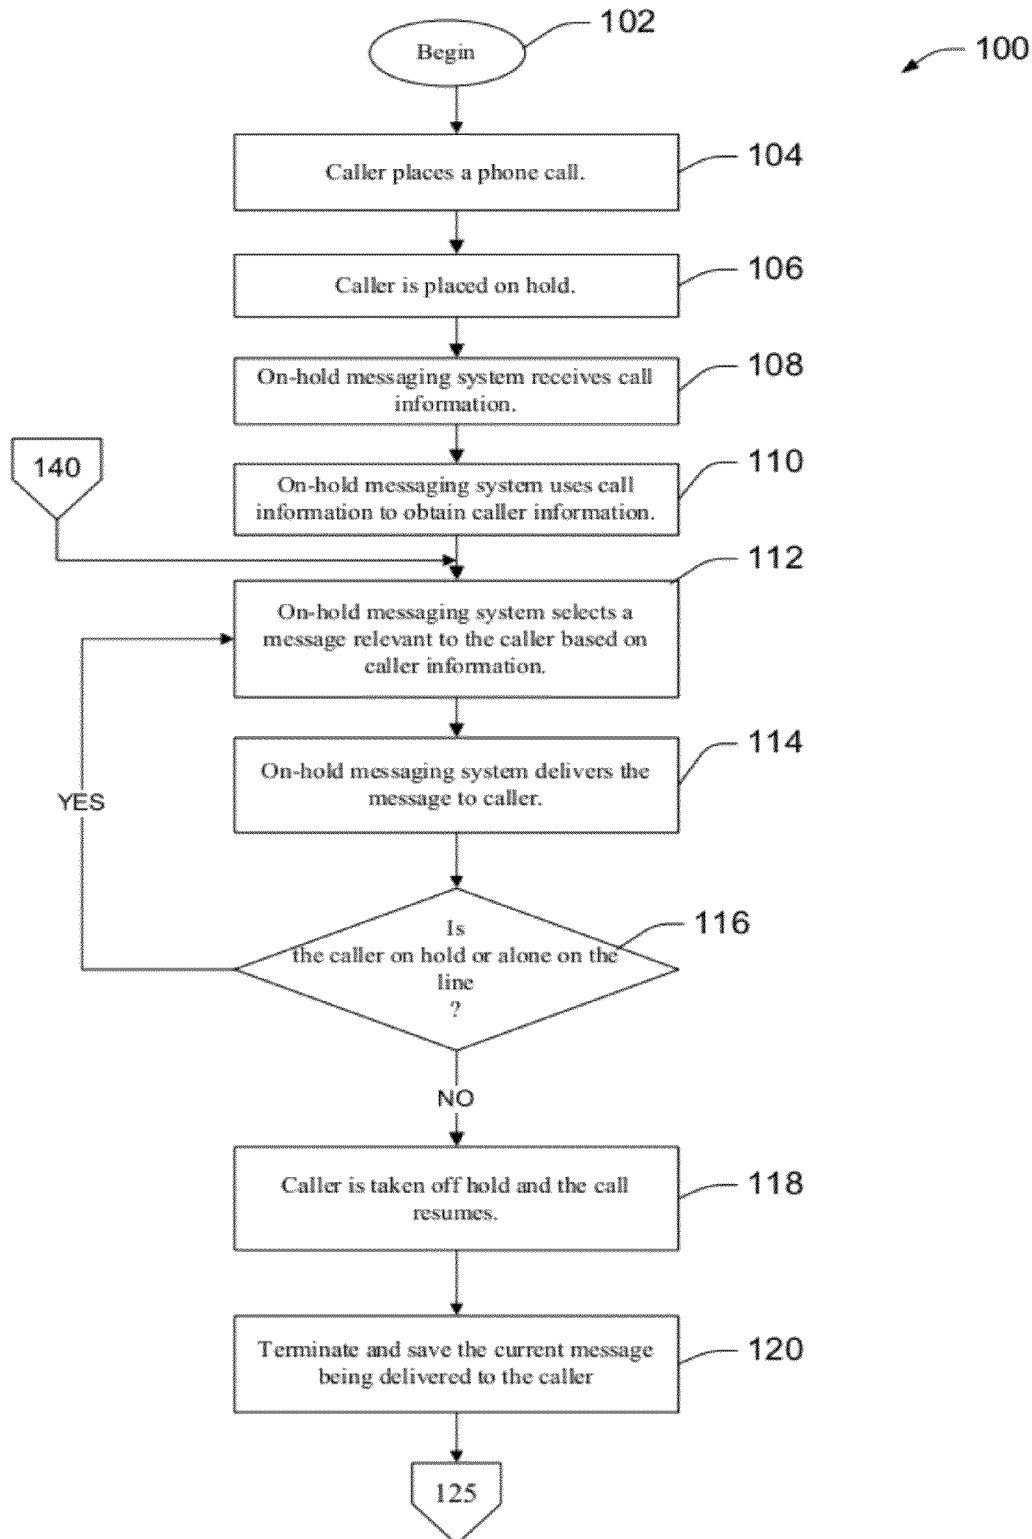 102
Begin
100
104
Caller places a phone call.
106
Caller is placed on hold.
108
On-hold messaging system receives call
information.
140
110
On-hold messaging system uses call
information to obtain caller information.
112
On-hold messaging system selects a
message relevant to the caller based on
caller information.
114
On-hold messaging system delivers the
message to caller.
YES
116
Is
the caller on hold or alone on the
line
?
NO
118
Caller is taken off hold and the call
resumes.
120
Terminate and save the current message
being delivered to the caller
125